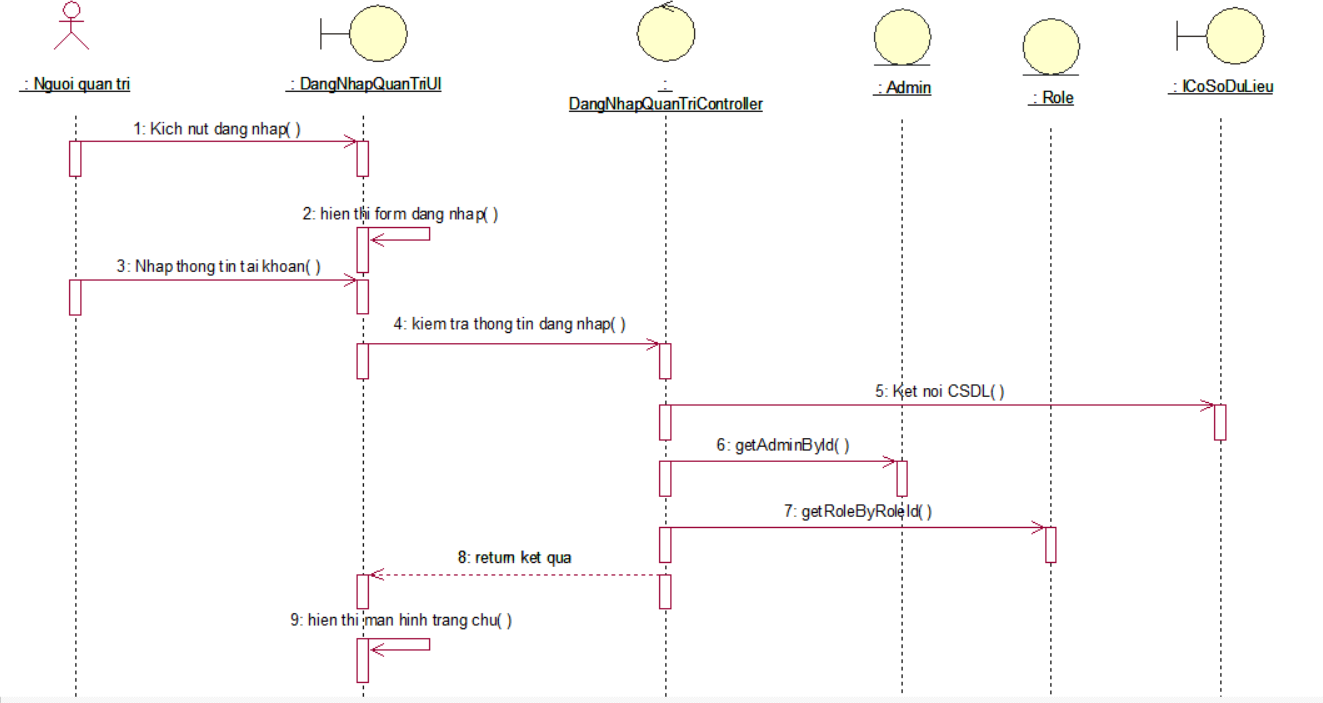 : Nguoi quan tri
: DangNhapQuanTriUI
:
DangNhapQuanTriController
: Admin
: Role
: ICoSoDuLieu
1: Kich nut dang nhap( )
2: hien thi form dang nhap( )
3: Nhap thong tin tai khoan( )
4: kiem tra thong tin dang nhap( )
5: Ket noi CSDL( )
6: getAdminById( )
7: getRoleByRoleId( )
8: return ket qua
9: hien thi man hinh trang chu( )